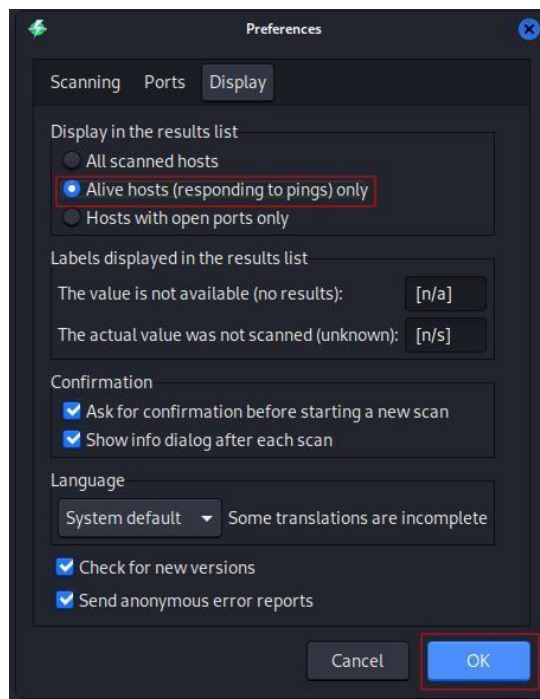 Preferences
Scanning Ports Display
Display in the results list
All scanned hosts
Alive hosts (responding to pings) only
Hosts with open ports only
Labels displayed in the results list
The value is not available (no results): [n/a]
The actual value was not scanned (unknown): [n/s]
Confirmation
Ask for confirmation before starting a new scan
Show info dialog after each scan
Language
System default Some translations are incomplete
Check for new versions
Send anonymous error reports
Cancel OK